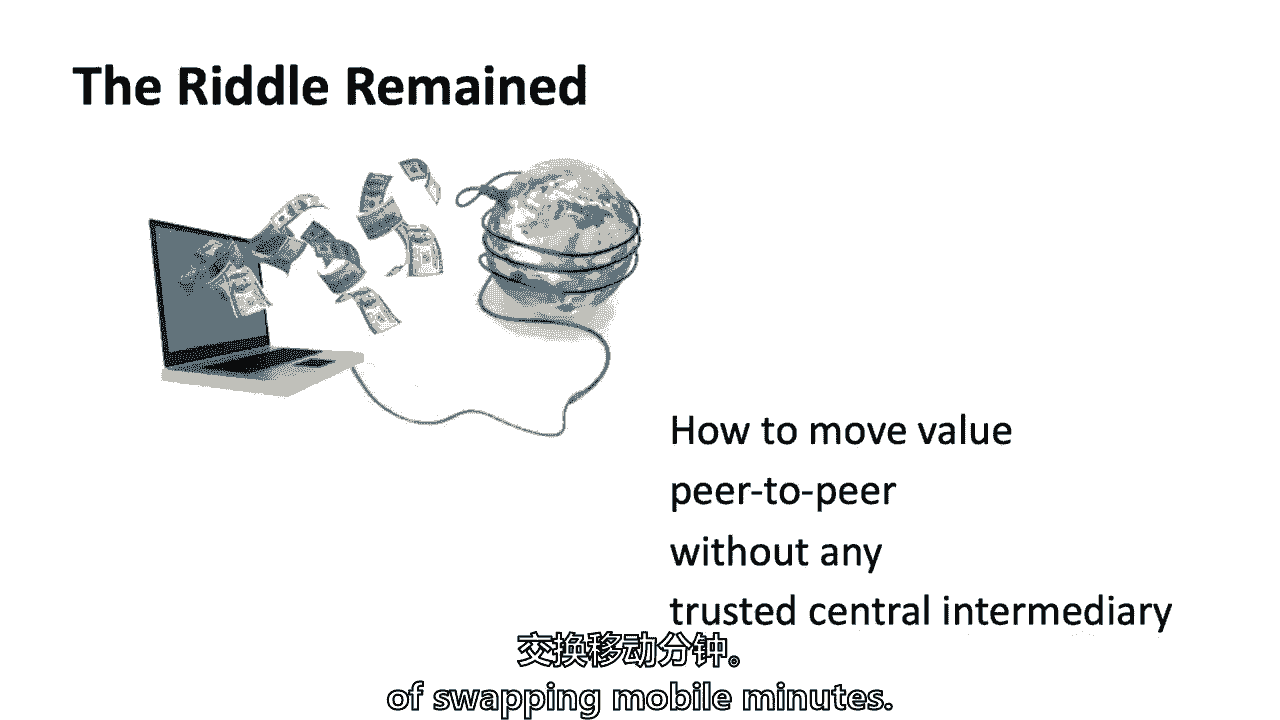 The Riddle Remained
How to move value
peer-to-peer
without any
trusted central intermediary
交换移动分钟。
of swapping mobile minutes.